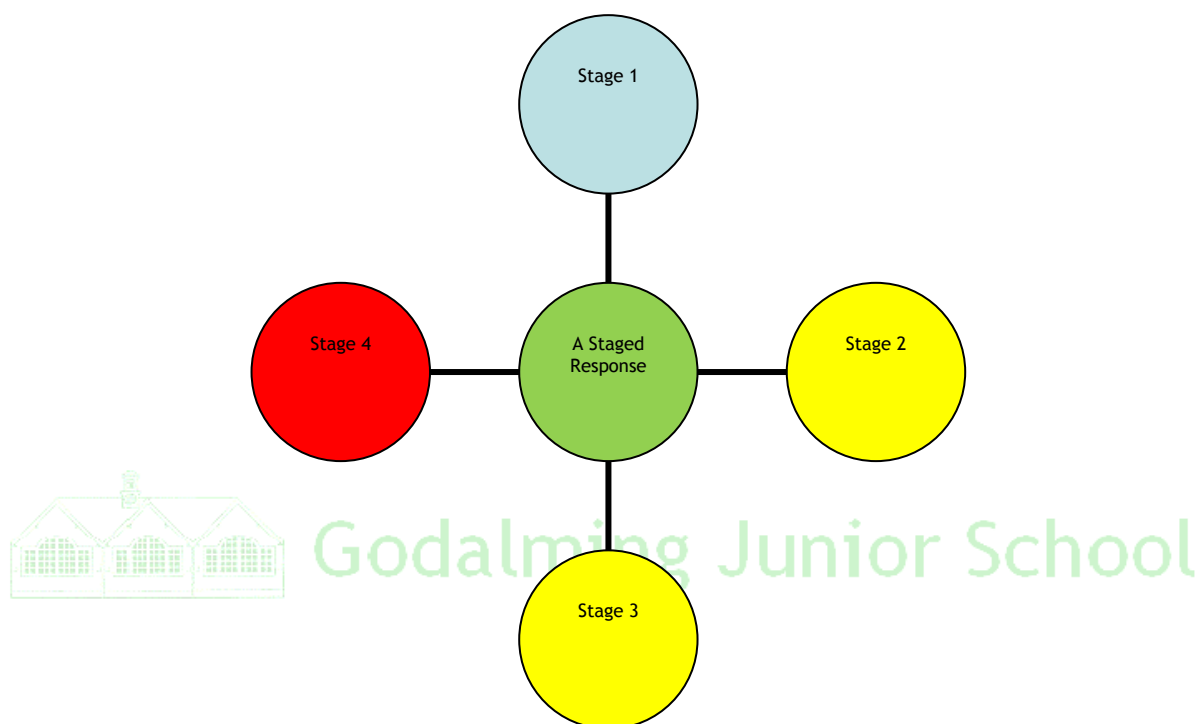 Stage 1
Stage 4
A Staged
Response
Stage 2
Godalming Junior School
Stage 3